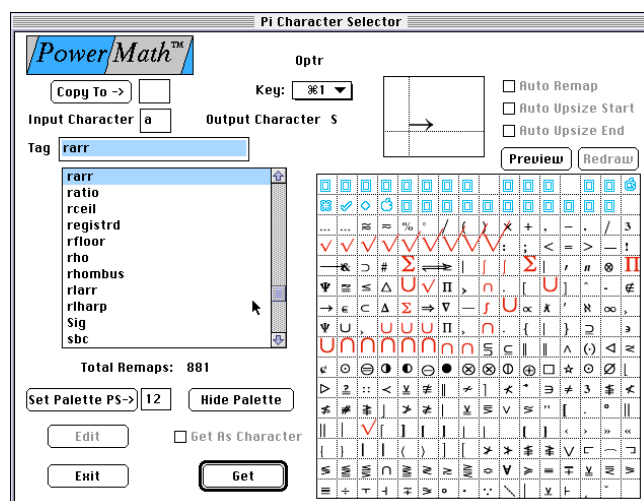 Pi Character Selector
PowerMath™
Optr
Copy To ->
Key: ⌘1
Auto Remap
Auto Upsize Start
Auto Upsize End
Input Character a
Output Character S
Tag rarr
Preview
Redraw
rarr
ratio
rceil
registrd
rfloor
rho
rhombus
rlarr
rlharp
Sig
sbc
Total Remaps: 881
Set Palette PS-> 12
Hide Palette
Edit
Get As Character
Exit
Get